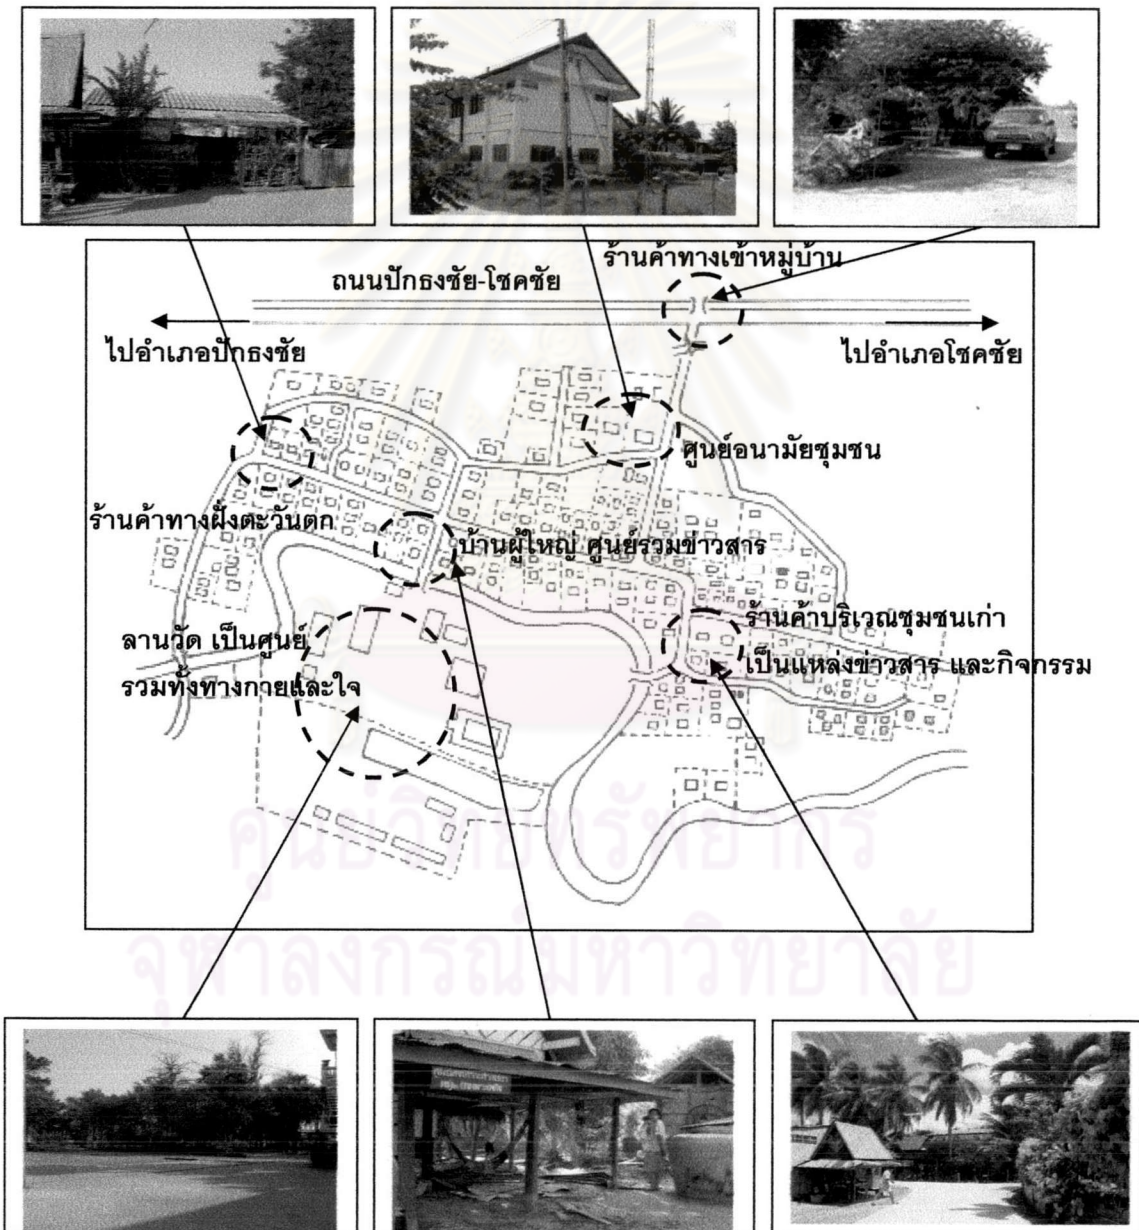 ร้านค้าทางเข้าหมู่บ้าน
ถนนปักธงชัย-โชคชัย
ไปอำเภอปักธงชัย
ไปอำเภอโชคชัย
ศูนย์อนามัยชุมชน
ร้านค้าทางฝั่งตะวันตก
บ้านผู้ใหญ่ ศูนย์รวมข่าวสาร
ร้านค้าบริเวณชุมชนเก่า
เป็นแหล่งข่าวสาร และกิจกรรม
ลานวัด เป็นศูนย์
รวมทั้งทางกายและใจ
ศูนย์วิทยทรัพยากร
จุฬาลงกรณ์มหาวิทยาลัย